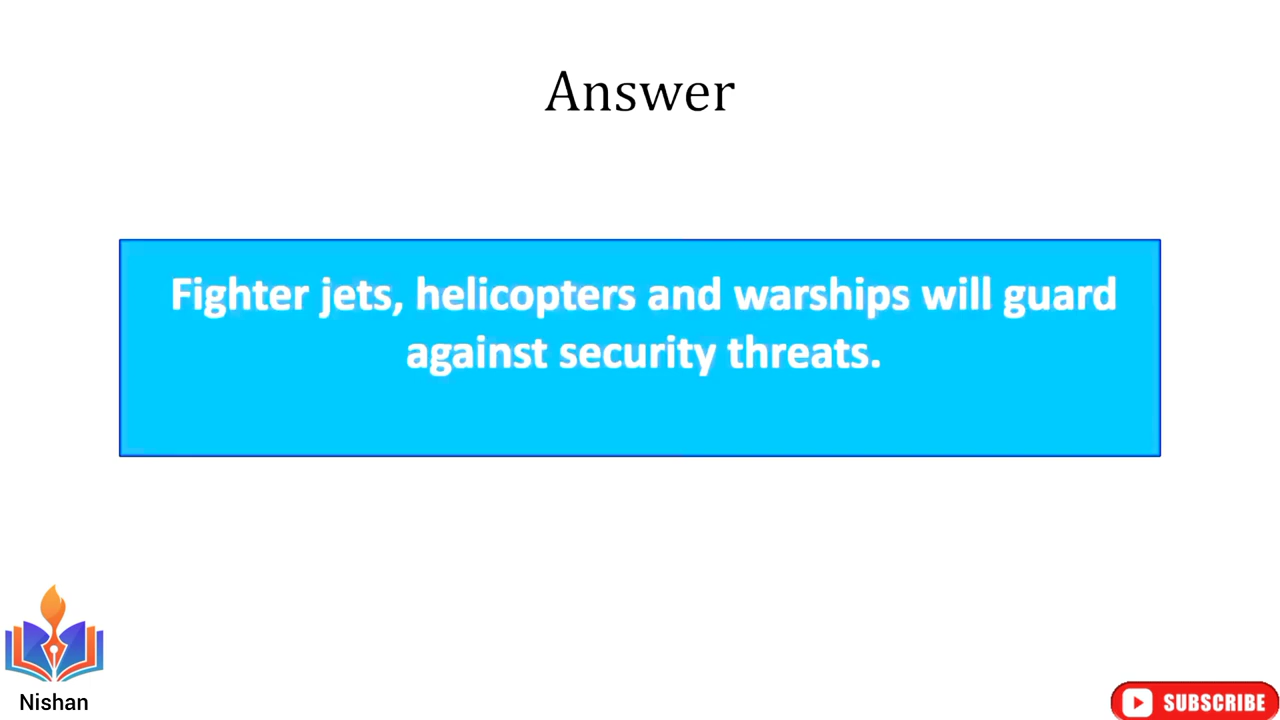 Answer
Fighter jets, helicopters and warships will guard
against security threats.
Nishan
SUBSCRIBE